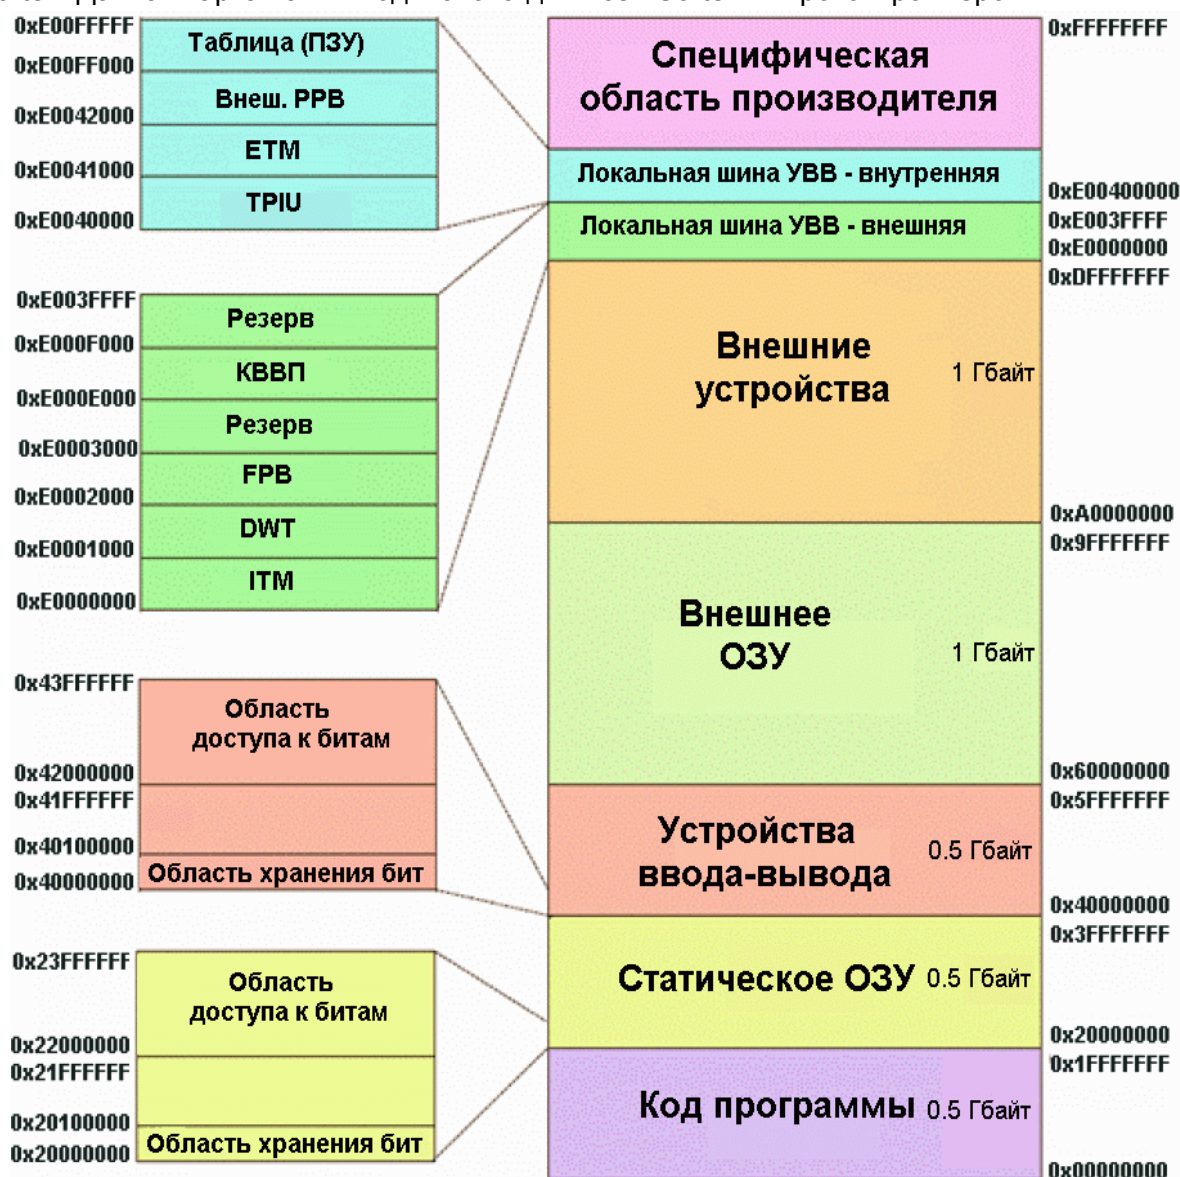 0xE00FFFFF
Таблица (ПЗУ)
0xE00FF000
Внеш. PPB
0xE0042000
ETM
0xE0041000
TPIU
0xE0040000
0xE003FFFF
Резерв
0xE000F000
КВВП
0xE000E000
Резерв
0xE0003000
FPB
0xE0002000
DWT
0xE0001000
ITM
0xE0000000
0x43FFFFFF
Область
доступа к битам
0x42000000
0x41FFFFFF
0x40100000
Область хранения бит
0x40000000
0x23FFFFFF
Область
доступа к битам
0x22000000
0x21FFFFFF
0x20100000
Область хранения бит
0x20000000
0xFFFFFFFF
Специфическая
область производителя
Локальная шина УВВ - внутренняя
0xE00400000
0xE003FFFF
Локальная шина УВВ - внешняя
0xE0000000
0xDFFFFFFF
Внешние
устройства
1 Гбайт
0xA0000000
0x9FFFFFFF
Внешнее
ОЗУ
1 Гбайт
0x60000000
0x5FFFFFFF
Устройства
ввода-вывода
0.5 Гбайт
0x40000000
0x3FFFFFFF
Статическое ОЗУ 0.5 Гбайт
0x20000000
0x1FFFFFFF
Код программы 0.5 Гбайт
0x00000000